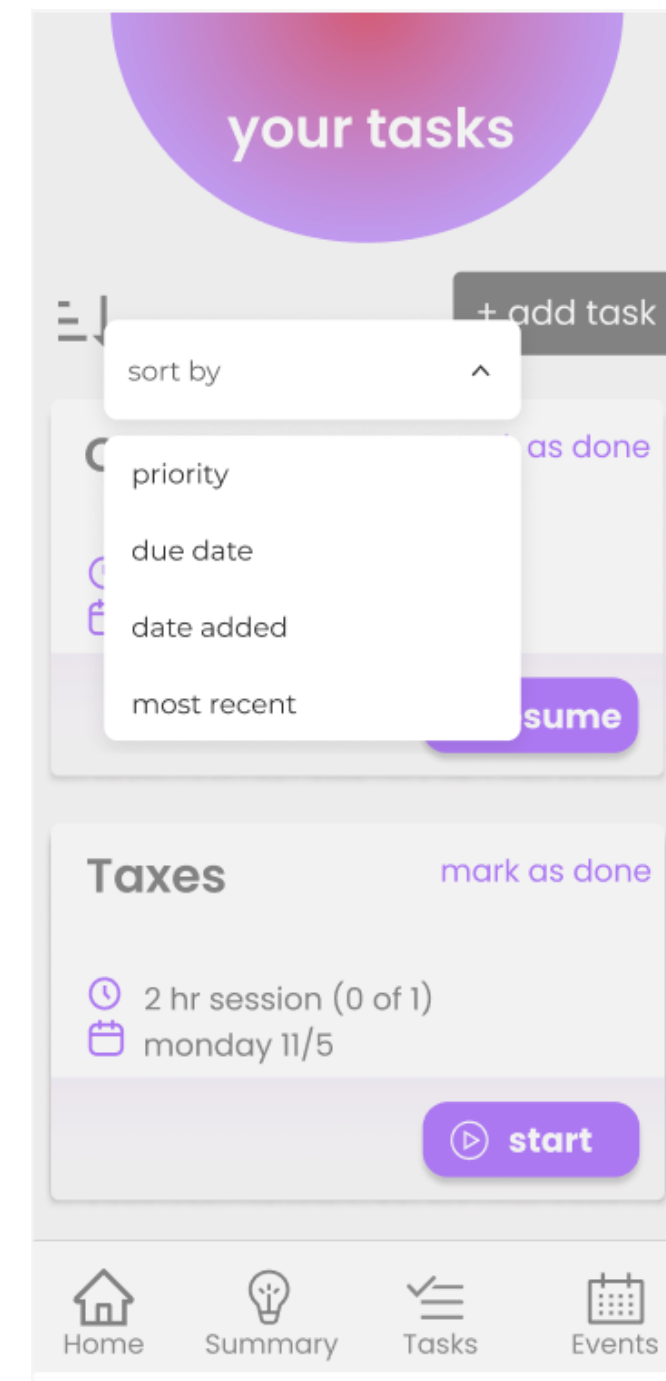 your tasks
+ add task
sort by
as done
priority
due date
date added
most recent
sume
Taxes
mark as done
2 hr session (0 of 1)
monday 11/5
start
Home
Summary
Tasks
Events